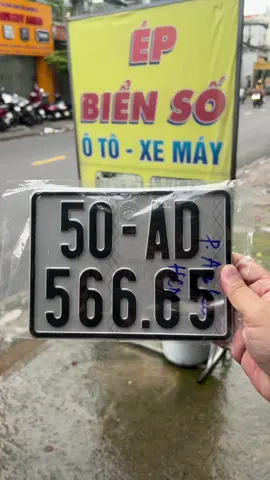 ÉP
BIỂN SỐ
Ô TÔ - XE MÁY
50-AD
566.65